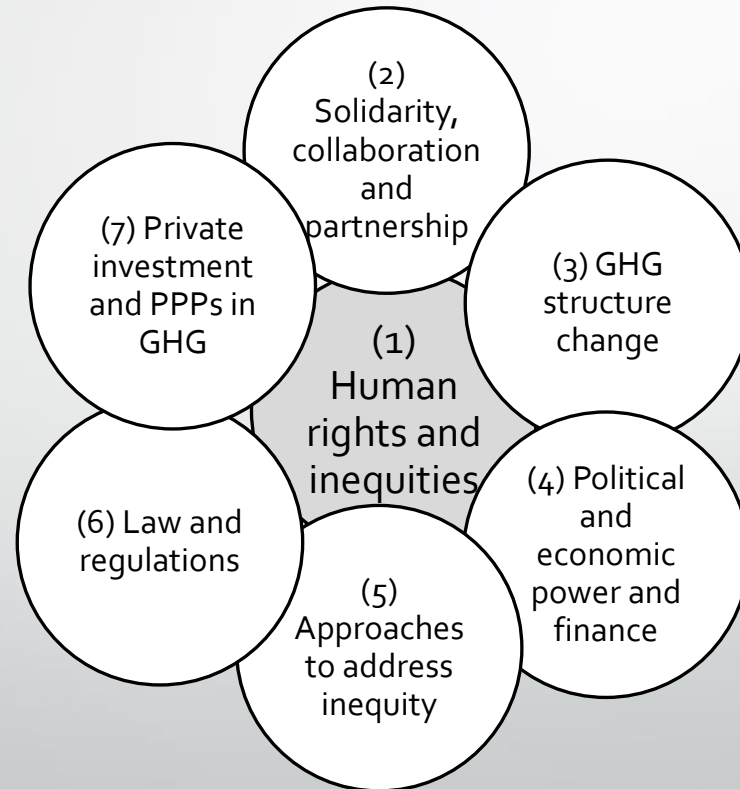 (2)
Solidarity,
collaboration
and
partnership
(7) Private
investment
and PPPs in
GHG
(3) GHG
structure
change
(1)
Human
rights and
inequities
(4) Political
and
economic
power and
finance
(6) Law and
regulations
(5)
Approaches
to address
inequity